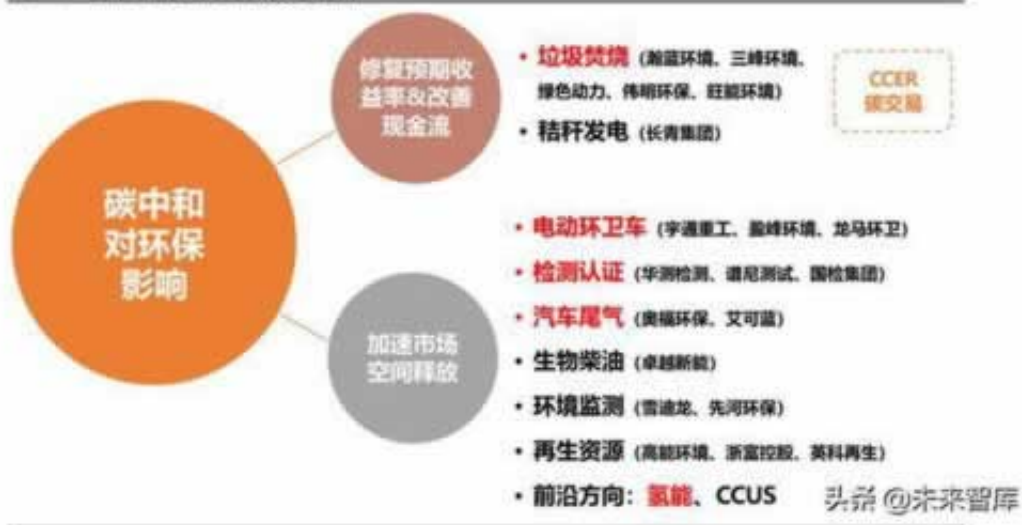 碳中和
对环保
影响
修复预期收
益率&改善
现金流
• 垃圾焚烧（瀚蓝环境、三峰环境、
绿色动力、伟明环保、旺能环境）
• 秸秆发电（长青集团）
CCER
碳交易
加速市场
空间释放
• 电动环卫车（宇通重工、盈峰环境、龙马环卫）
• 检测认证（华测检测、谱尼测试、国检集团）
• 汽车尾气（奥福环保、艾可蓝）
• 生物柴油（卓越新能）
• 环境监测（雪迪龙、先河环保）
• 再生资源（高能环境、浙富控股、英科再生）
• 前沿方向：氢能、CCUS
头条 @未来智库